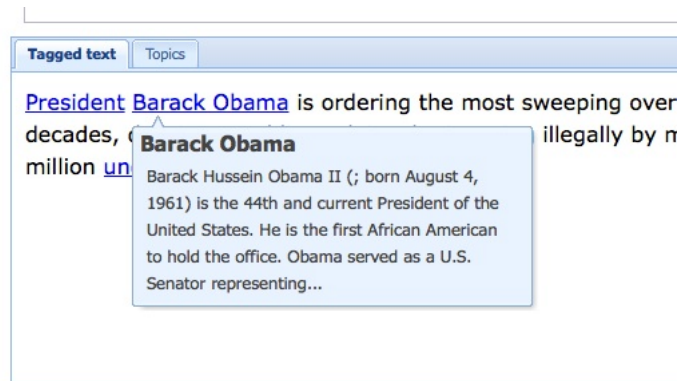 Tagged text Topics
President Barack Obama is ordering the most sweeping over
decades, illegally by
million un
Barack Obama
Barack Hussein Obama II (; born August 4,
1961) is the 44th and current President of the
United States. He is the first African American
to hold the office. Obama served as a U.S.
Senator representing...